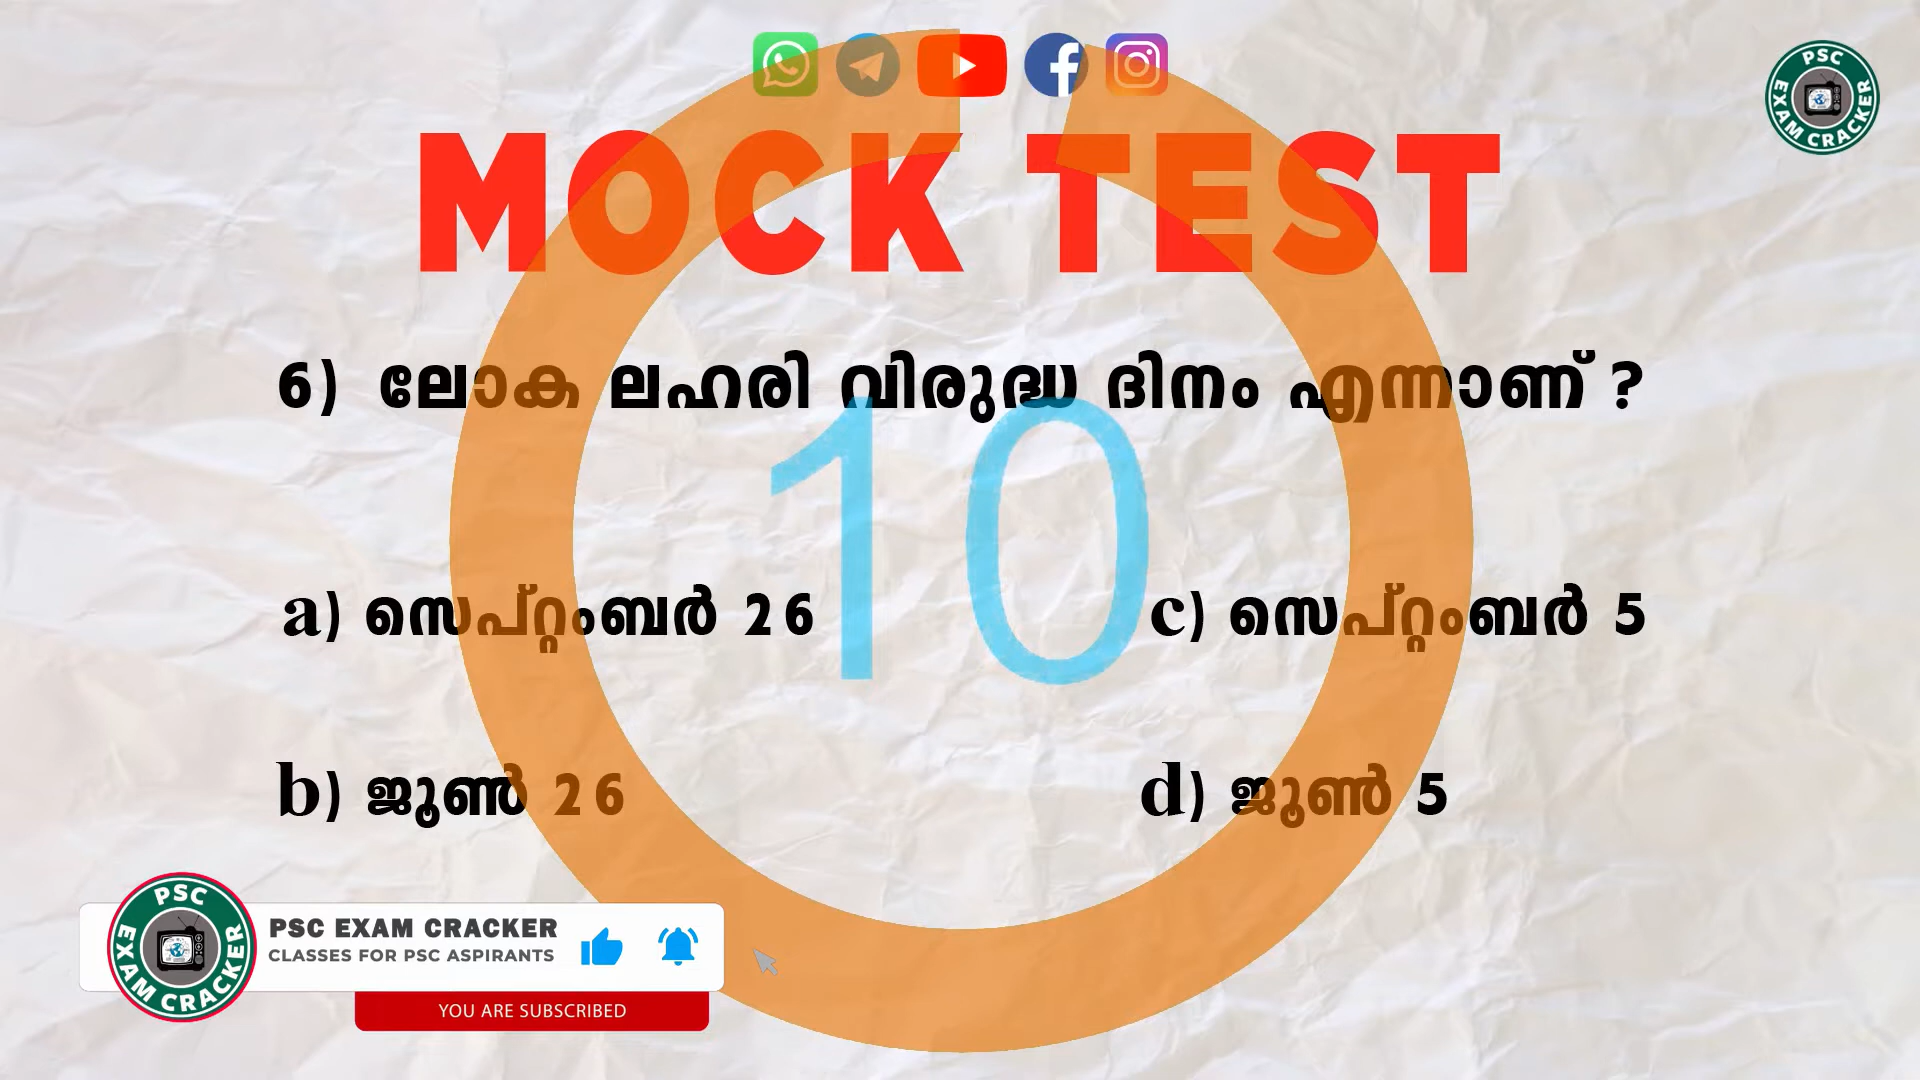 PSC EXAM CRACKER
MOCK TEST
6) ലോക ലഹരി വിരുദ്ധ ദിനം എന്നാണ് ?
10
a) സെപ്റ്റംബർ 26
c) സെപ്റ്റംബർ 5
b) ജൂൺ 26
d) ജൂൺ 5
PSC EXAM CRACKER
PSC EXAM CRACKER
CLASSES FOR PSC ASPIRANTS
YOU ARE SUBSCRIBED